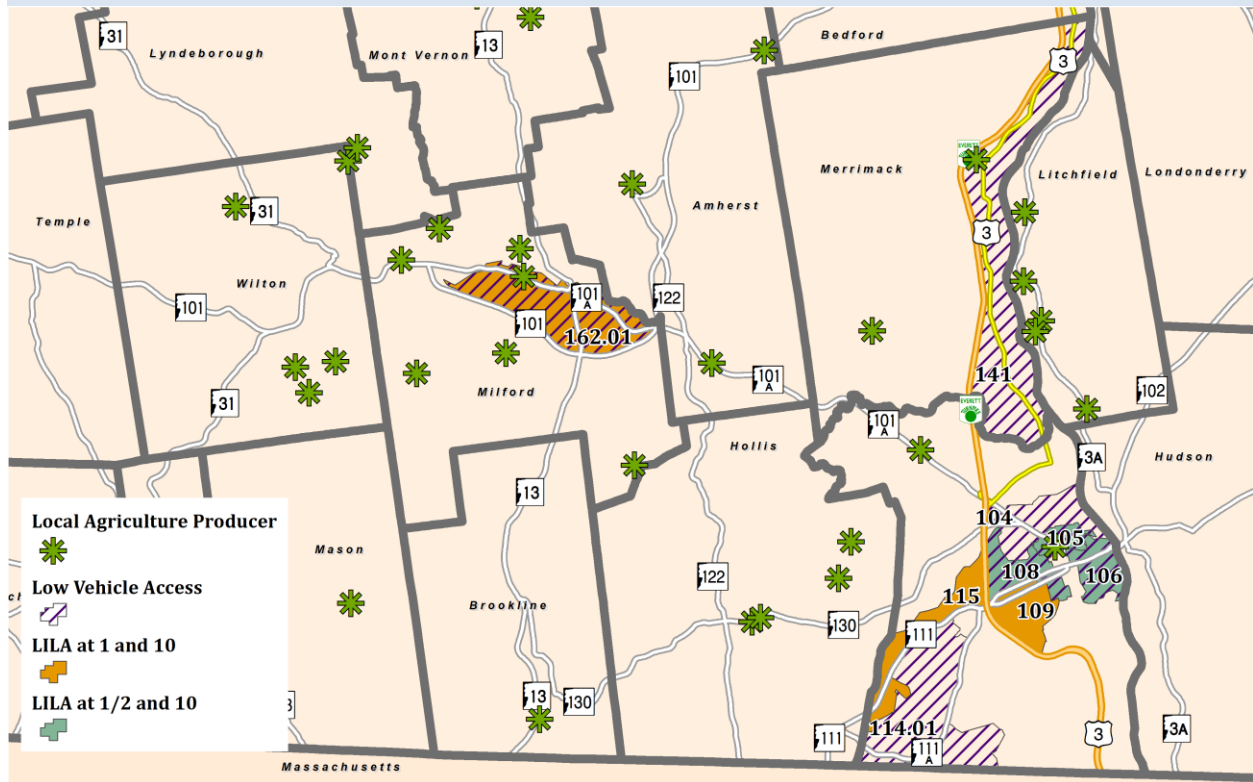 31
Lyndeborough
Mont Vernon
13
Bedford
101
3
Merrimack
EVERETT
Litchfield
Londonderry
Temple
31
Amherst
3
Wilton
101
101
A
122
101
162.01
141
31
Milford
101
A
102
EVERETT
TURNPIKE
101
A
Hollis
3A
Hudson
13
104
105
Local Agriculture Producer
Mason
108
106
Low Vehicle Access
122
Brookline
115
109
130
111
LILA at 1 and 10
13
130
LILA at 1/2 and 10
114.01
111
111
A
3
3A
Massachusetts